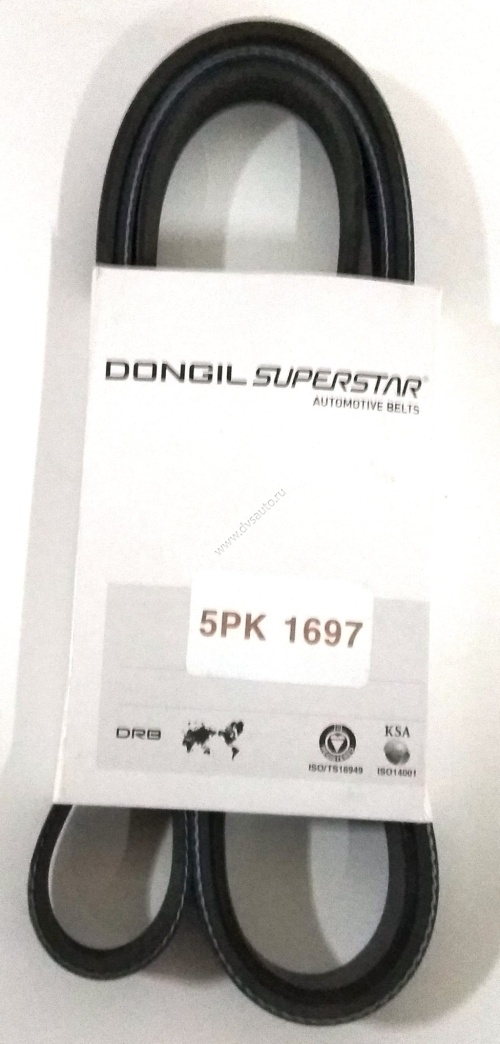 DONGIL SUPERSTAR®
AUTOMOTIVE BELTS
www.dvsauto.ru
5PK 1697
DRB
KSA
ISO/TS16949
ISO14001